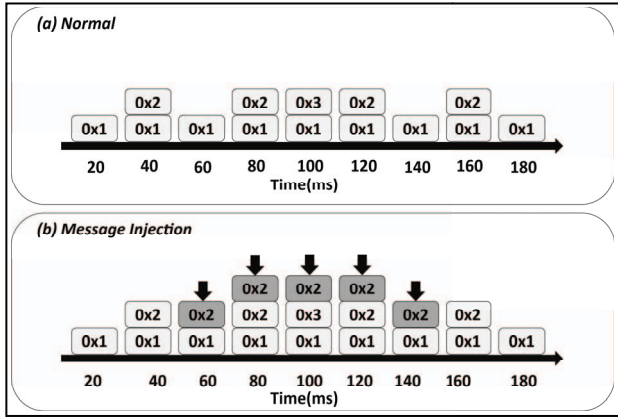 (a) Normal
0x2 0x2 0x3 0x2 0x2
0x1 0x1 0x1 0x1 0x1 0x1 0x1 0x1 0x1
20 40 60 80 100 120 140 160 180
Time(ms)
(b) Message Injection
0x2 0x2 0x2
0x2 0x2 0x2 0x3 0x2 0x2 0x2
0x1 0x1 0x1 0x1 0x1 0x1 0x1 0x1 0x1
20 40 60 80 100 120 140 160 180
Time(ms)